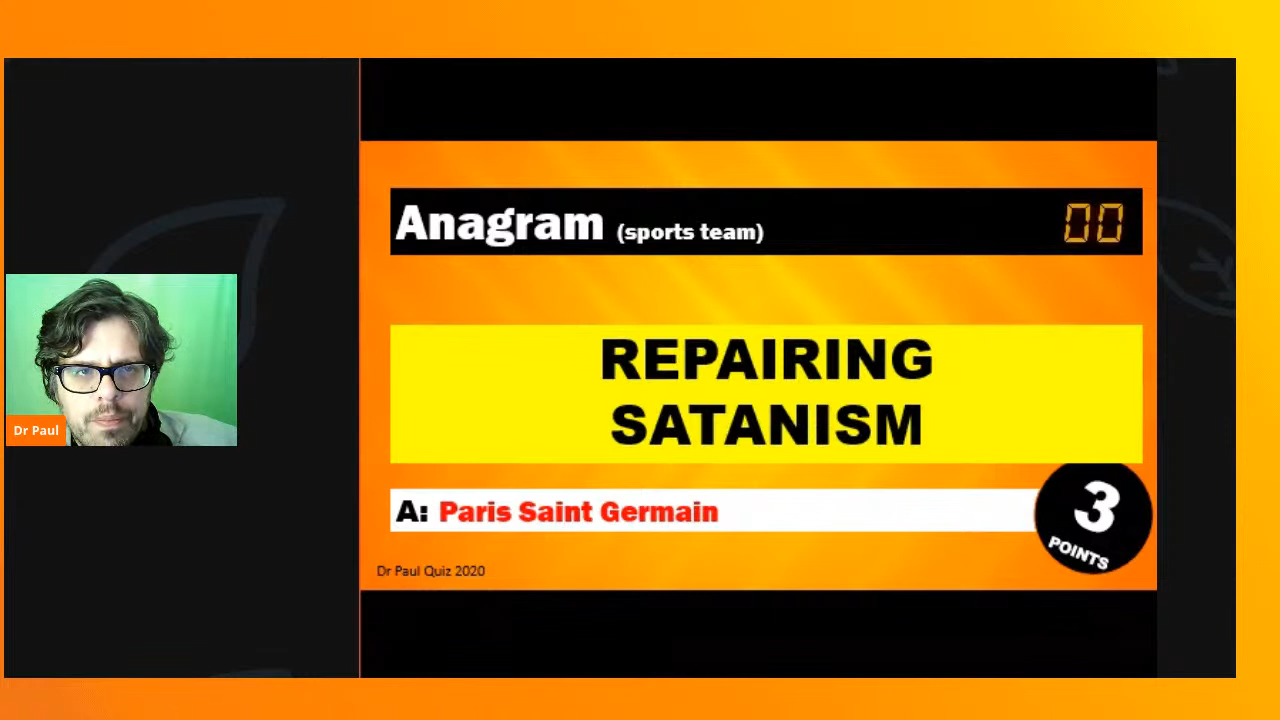 Anagram (sports team) 00
REPAIRING
SATANISM
A: Paris Saint Germain
3
POINTS
Dr Paul
Dr Paul Quiz 2020